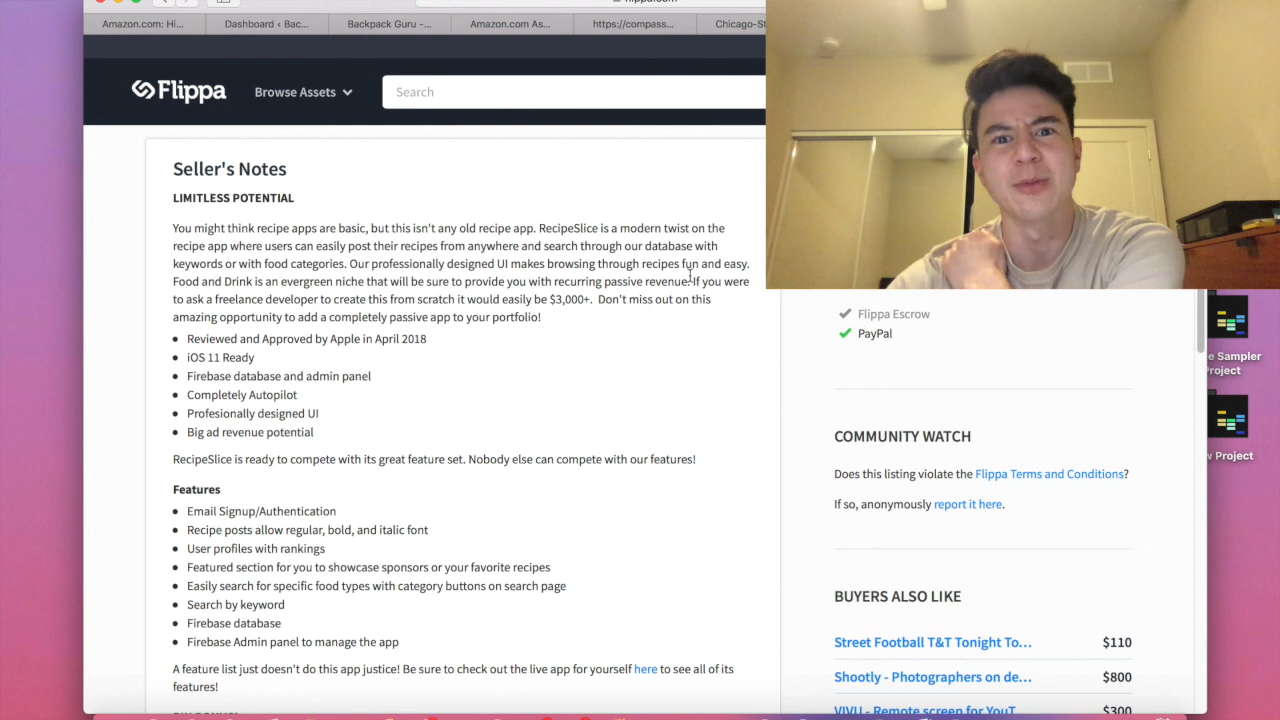 flippa.com
Amazon.com: Hi...
Dashboard ‹ Bac...
Backpack Guru -...
Amazon.com As...
https://compass...
Chicago-St
Flippa
Browse Assets
Search
Seller's Notes
LIMITLESS POTENTIAL
You might think recipe apps are basic, but this isn't any old recipe app. RecipeSlice is a modern twist on the
recipe app where users can easily post their recipes from anywhere and search through our database with
keywords or with food categories. Our professionally designed UI makes browsing through recipes fun and easy.
Food and Drink is an evergreen niche that will be sure to provide you with recurring passive revenue. If you were
to ask a freelance developer to create this from scratch it would easily be $3,000+. Don't miss out on this
amazing opportunity to add a completely passive app to your portfolio!
Reviewed and Approved by Apple in April 2018
iOS 11 Ready
Firebase database and admin panel
Completely Autopilot
Profesionally designed UI
Big ad revenue potential
RecipeSlice is ready to compete with its great feature set. Nobody else can compete with our features!
Features
Email Signup/Authentication
Recipe posts allow regular, bold, and italic font
User profiles with rankings
Featured section for you to showcase sponsors or your favorite recipes
Easily search for specific food types with category buttons on search page
Search by keyword
Firebase database
Firebase Admin panel to manage the app
A feature list just doesn't do this app justice! Be sure to check out the live app for yourself here to see all of its
features!
Flippa Escrow
PayPal
COMMUNITY WATCH
Does this listing violate the Flippa Terms and Conditions?
If so, anonymously report it here.
BUYERS ALSO LIKE
Street Football T&T Tonight To... $110
Shootly - Photographers on de... $800
VIVU - Remote screen for YouT $300
e Sampler
Project
w Project